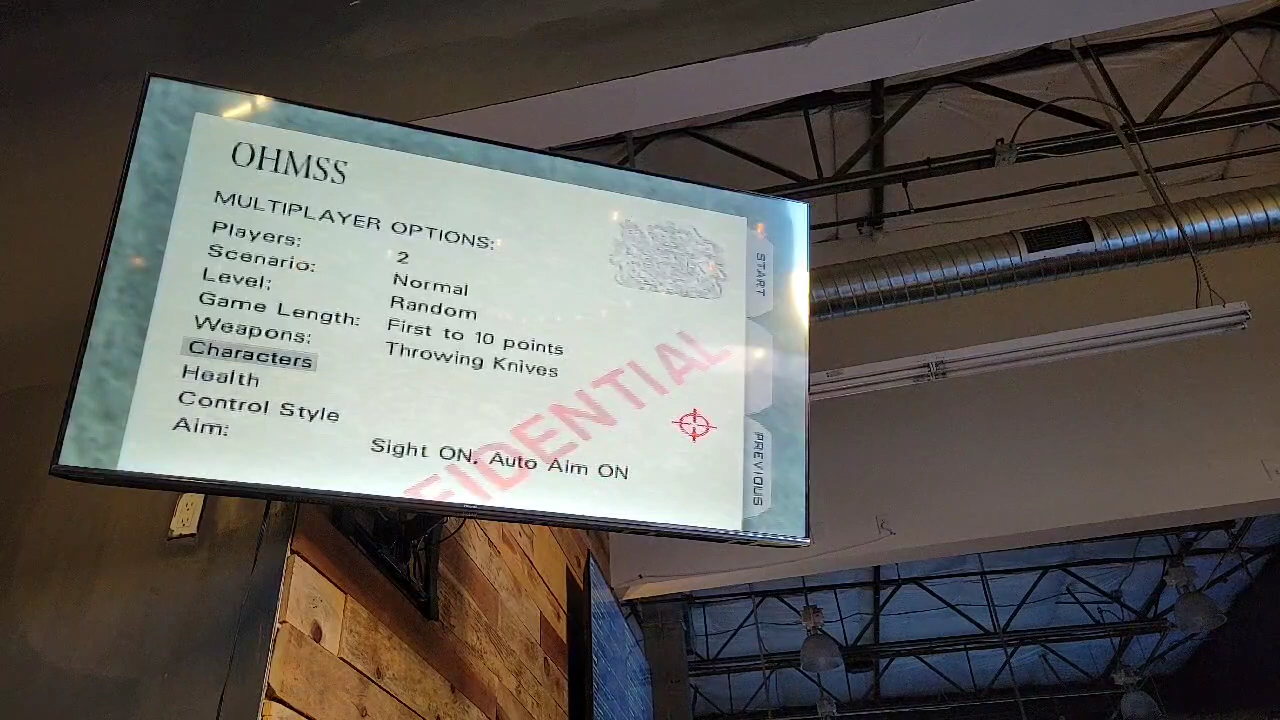 OHMSS
MULTIPLAYER OPTIONS:
Players: 2
Scenario: Normal
Level: Random
Game Length: First to 10 points
Weapons: Throwing Knives
Characters
Health
Control Style
Aim: Sight ON, Auto Aim ON
FIDENTIAL
START
PREVIOUS